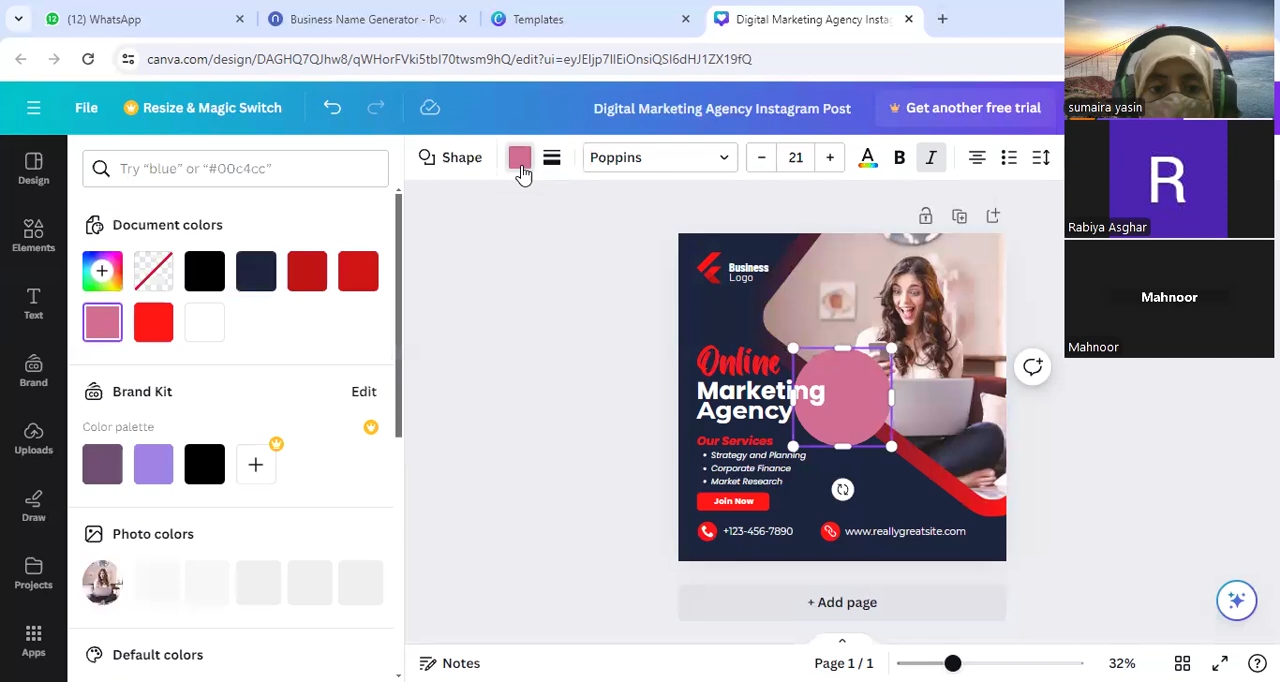 (12) WhatsApp
Business Name Generator - Pow
Templates
Digital Marketing Agency Insta
canva.com/design/DAGHQ7QJhw8/qWHorFVki5tbI70twsm9hQ/edit?ui=eyJEIjp7IlEiOnsiQSI6dHJ1ZX19fQ
File
Resize & Magic Switch
Digital Marketing Agency Instagram Post
Get another free trial
sumaira yasin
Design
Elements
Text
Brand
Uploads
Draw
Projects
Apps
Try “blue” or “#00c4cc”
Document colors
Brand Kit
Edit
Color palette
Photo colors
Default colors
Shape
Poppins
21
A
B
I
Business
Logo
Online
Marketing
Agency
Our Services
• Strategy and Planning
• Corporate Finance
• Market Research
Join Now
+123-456-7890
www.reallygreatsite.com
+ Add page
R
Rabiya Asghar
Mahnoor
Mahnoor
Notes
Page 1 / 1
32%